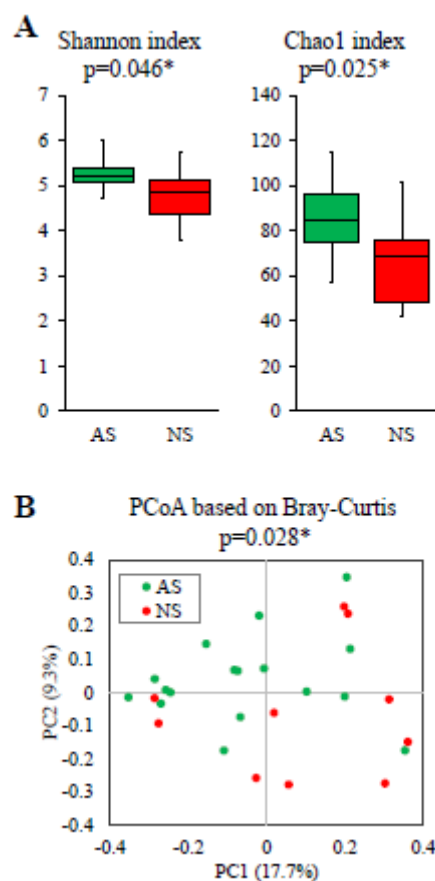 A
Shannon index
p=0.046*
Chao1 index
p=0.025*
7
6
5
4
3
2
1
0
AS NS
140
120
100
80
60
40
20
0
AS NS
B
PCoA based on Bray-Curtis
p=0.028*
0.4
0.3
0.2
0.1
0
-0.1
-0.2
-0.3
-0.4
PC2 (9.3%)
AS
NS
-0.4 -0.2 0 0.2 0.4
PC1 (17.7%)